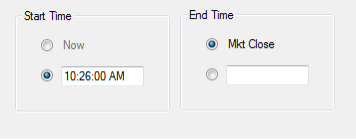 Start Time
Now
10:26:00 AM
End Time
Mkt Close